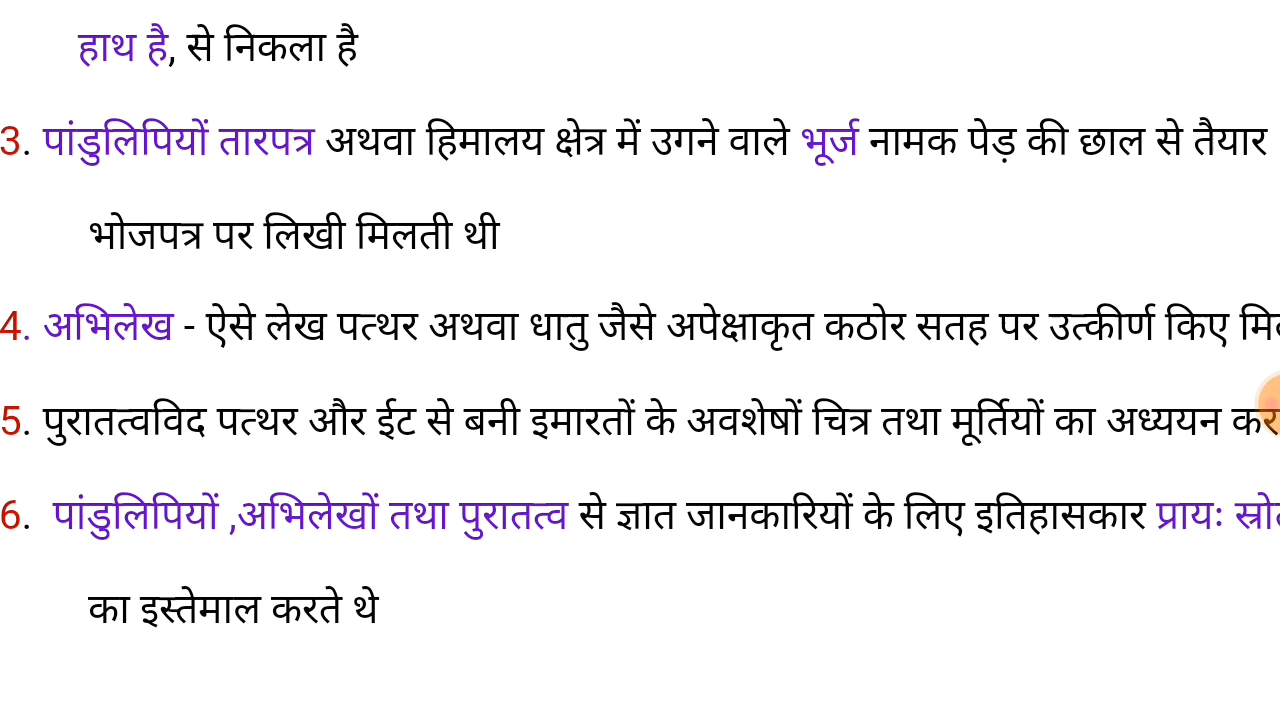 हाथ है, से निकला है
3. पांडुलिपियों तारपत्र अथवा हिमालय क्षेत्र में उगने वाले भूर्ज नामक पेड़ की छाल से तैयार
भोजपत्र पर लिखी मिलती थी
4. अभिलेख - ऐसे लेख पत्थर अथवा धातु जैसे अपेक्षाकृत कठोर सतह पर उत्कीर्ण किए
5. पुरातत्वविद पत्थर और ईट से बनी इमारतों के अवशेषों चित्र तथा मूर्तियों का अध्ययन
6. पांडुलिपियों ,अभिलेखों तथा पुरातत्व से ज्ञात जानकारियों के लिए इतिहासकार प्रायः
का इस्तेमाल करते थे